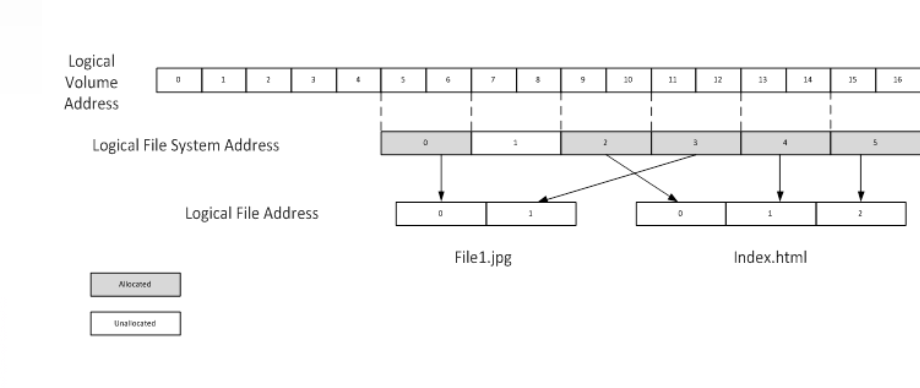 Logical
Volume
Address
0 1 2 3 4 5 6 7 8 9 10 11 12 13 14 15 16
Logical File System Address
0 1 2 3 4 5
Logical File Address
0 1 0 1 2
File1.jpg Index.html
Allocated
Unallocated